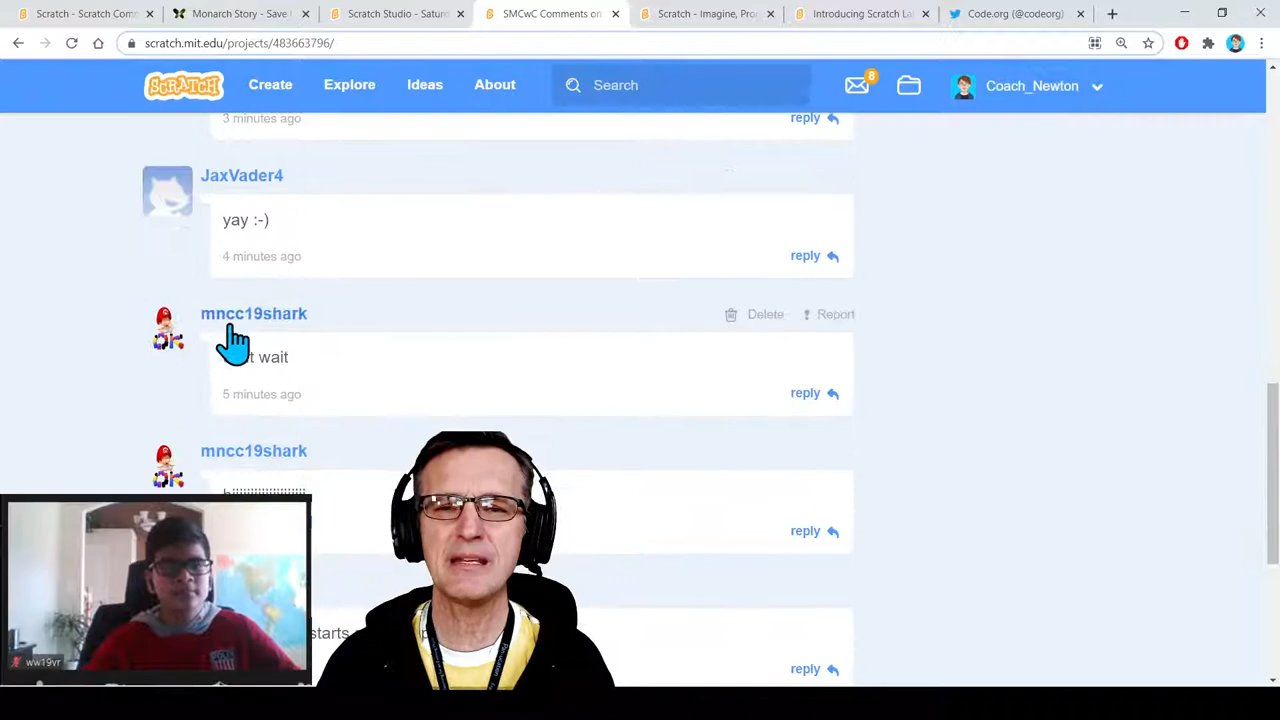 Scratch - Imagine, Pro
Scratch Studio - Satur
SMCwC Comments on
Scratch Com
Monarch Story - Save
Introducing Scratch La
Code.org (@codeorg)
scratch.mit.edu/projects/483663796/
SCRATCH
Create
Explore
Ideas
About
Search
8
Coach_Newton
3 minutes ago
reply
JaxVader4
yay :-)
4 minutes ago
reply
mncc19shark
Delete
Report
wait
5 minutes ago
reply
mncc19shark
reply
starts
reply
ww19vr